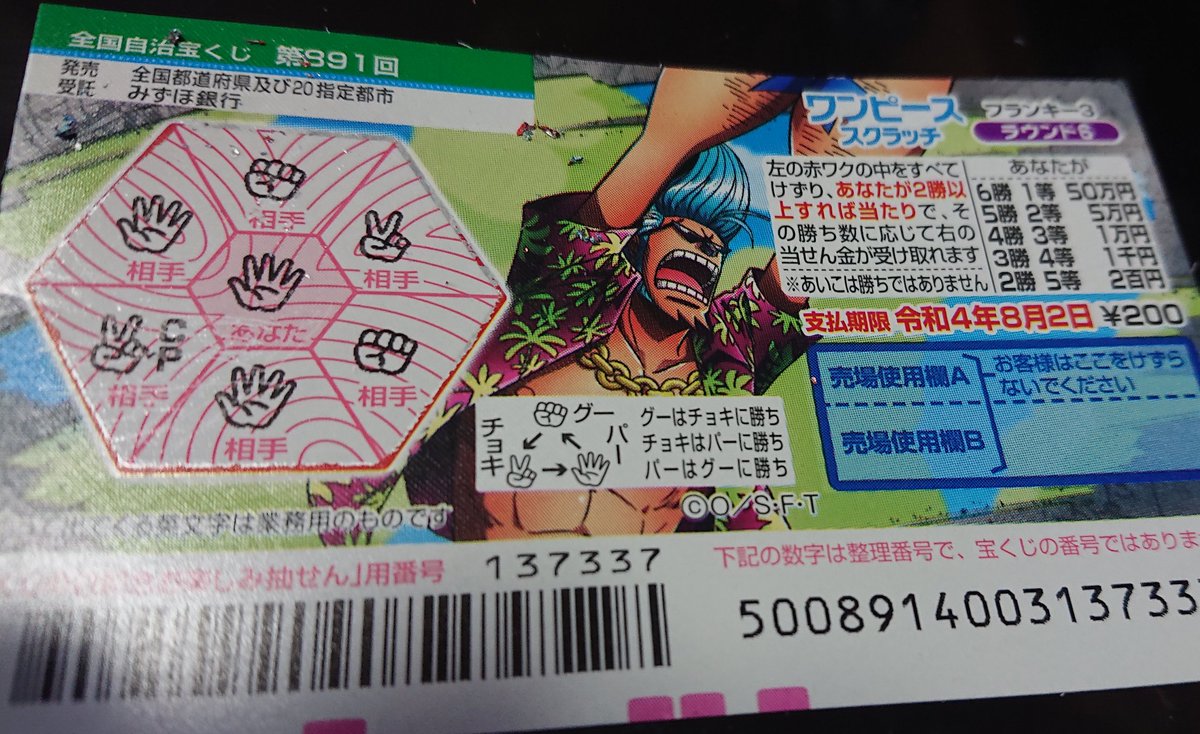 全国自治宝くじ 第891回
発売 全国都道府県及び20指定都市
受託 みずほ銀行
相手
相手
相手
あなた
CP
相手
相手
相手
ワンピース
スクラッチ
フランキー3
ラウンド6
左の赤ワクの中をすべて
けずり、あなたが2勝以
上すれば当たりで、そ
の勝ち数に応じて右の
当せん金が受け取れます
※あいこは勝ちではありません
あなたが
6勝 1等 50万円
5勝 2等 5万円
4勝 3等 1万円
3勝 4等 1千円
2勝 5等 2百円
支払期限 令和4年8月2日 ¥200
売場使用欄A
売場使用欄B
お客様はここをけずら
ないでください
グー
チョキ
パー
グーはチョキに勝ち
チョキはパーに勝ち
パーはグーに勝ち
©O/S・F・T
英文字は業務用のものです
楽しみ抽せん」用番号 137337
下記の数字は整理番号で、宝くじの番号ではありま
50089140031373